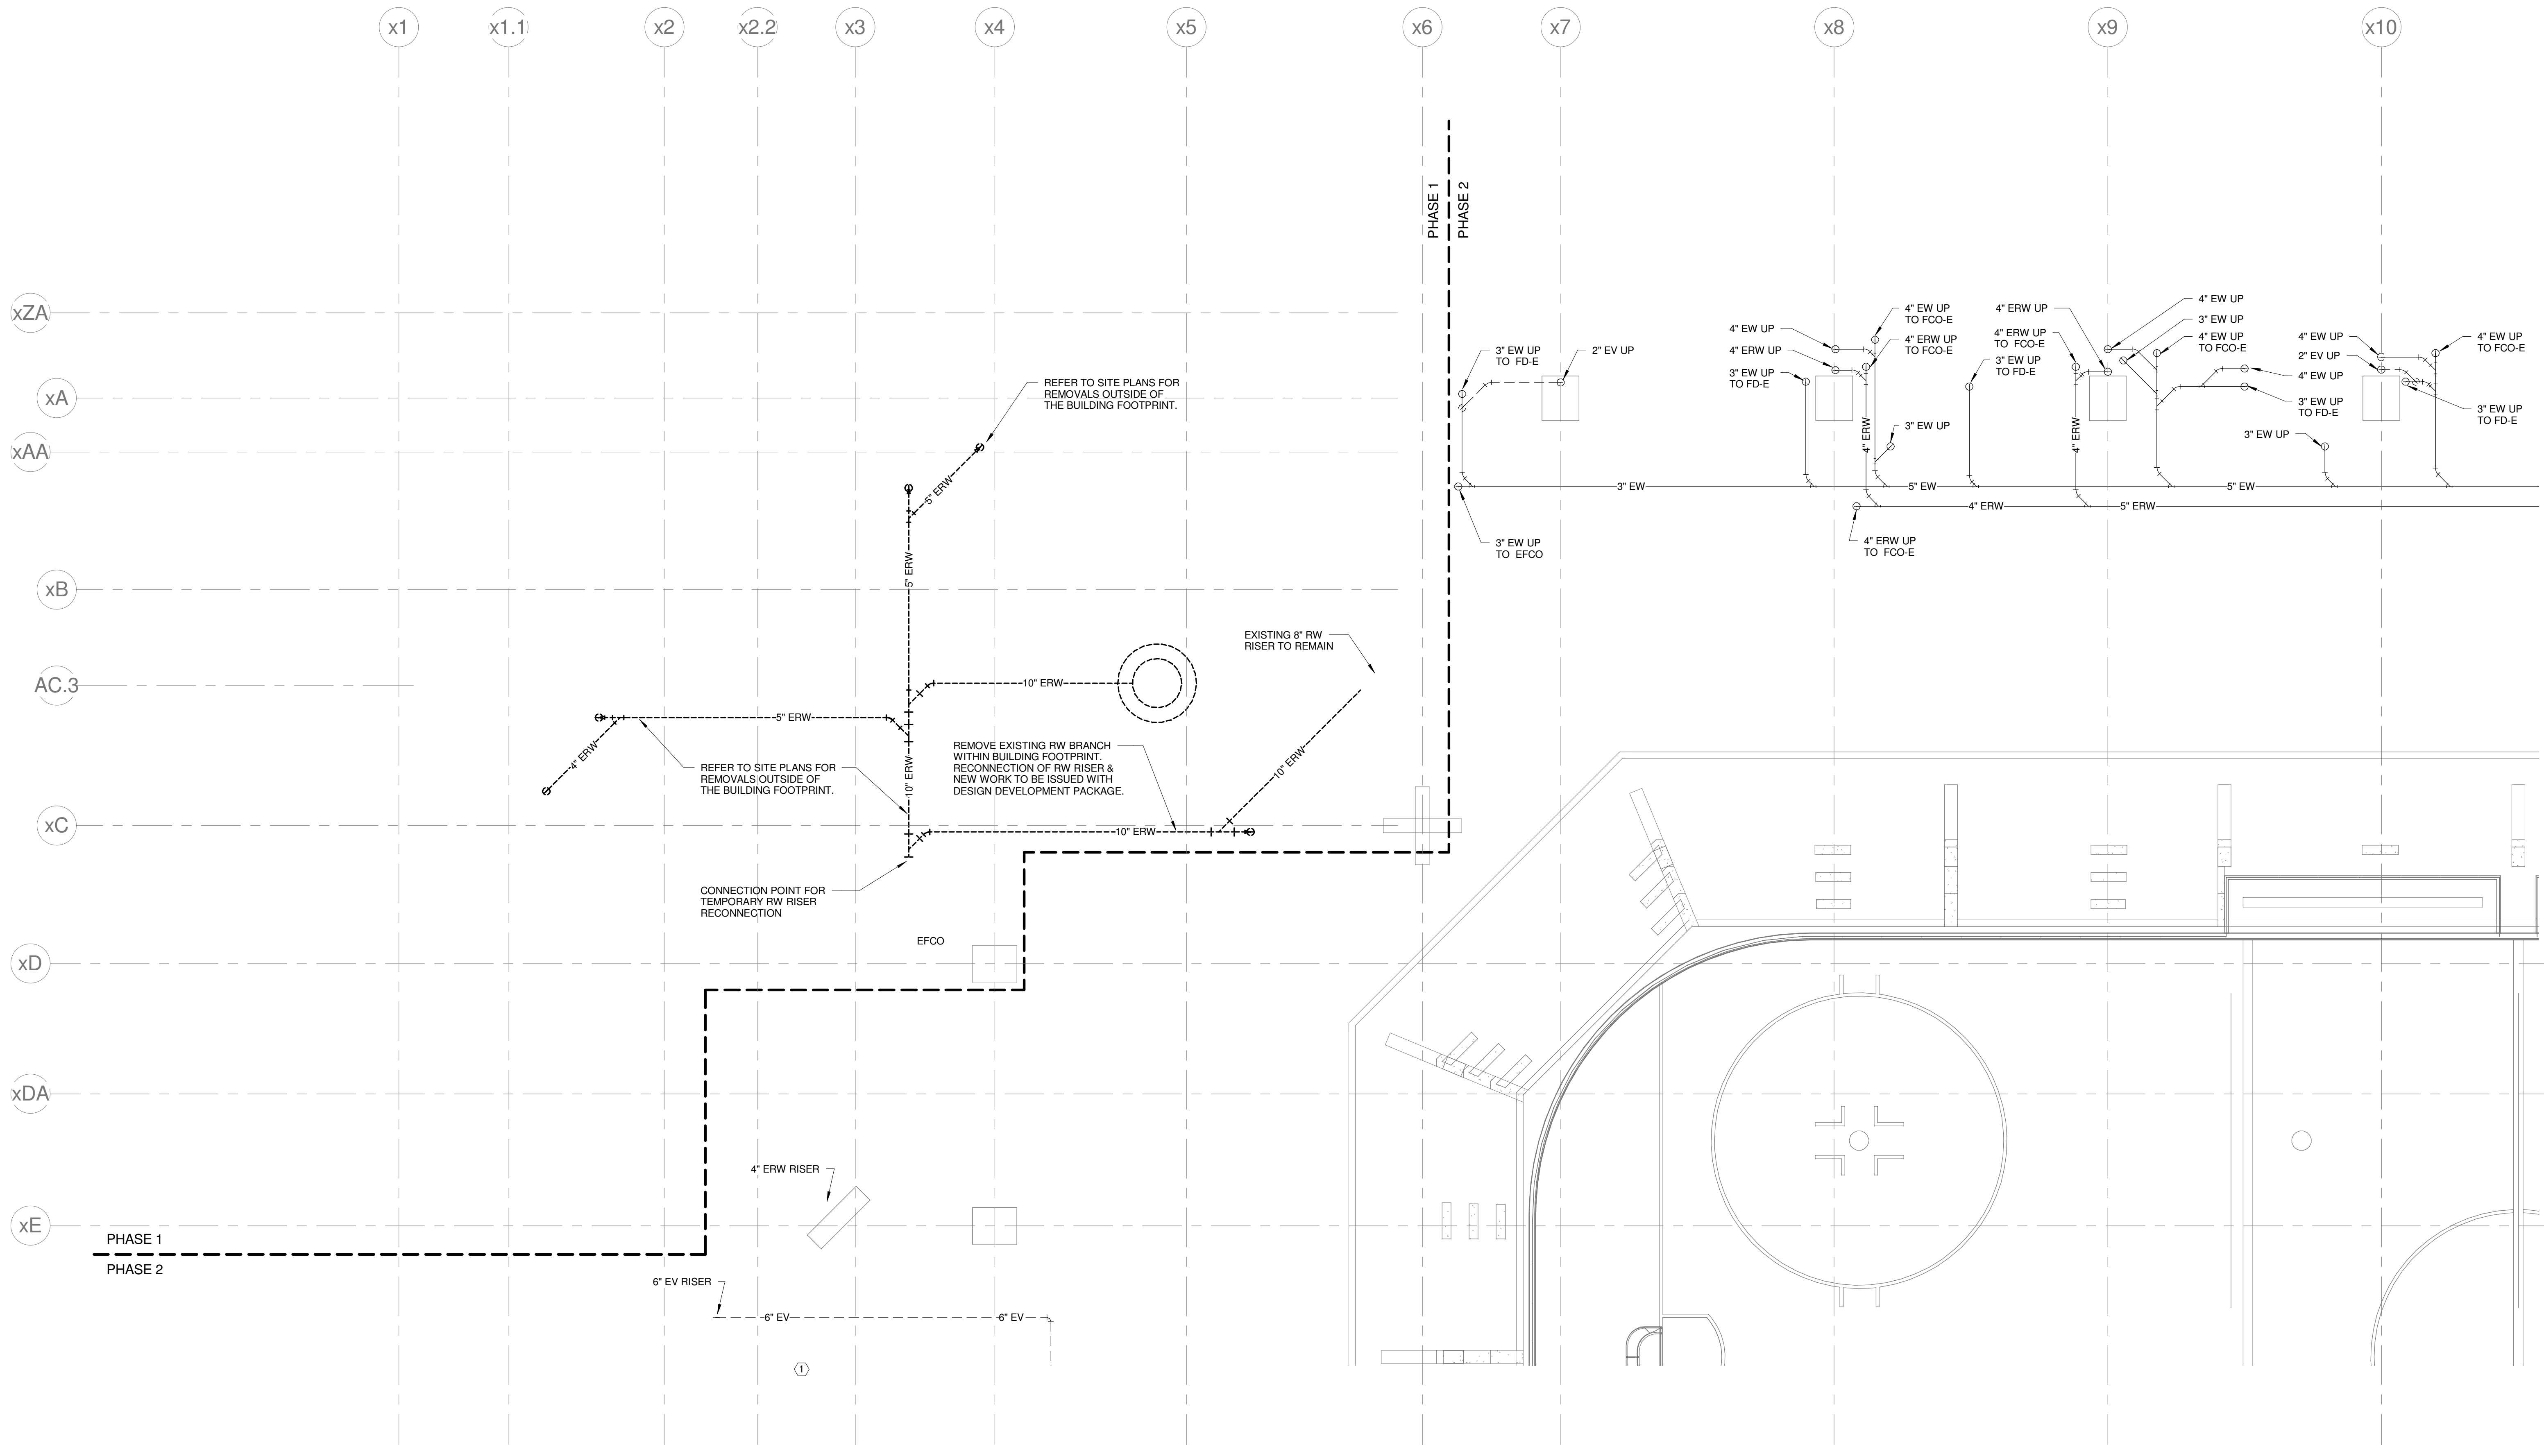 x1
x1.1
x2
x2.2
x3
x4
x5
x6
x7
x8
x9
x10
PHASE 1
PHASE 2
xZA
xA
xAA
xB
AC.3
xC
xD
xDA
xE
REFER TO SITE PLANS FOR
REMOVALS OUTSIDE OF
THE BUILDING FOOTPRINT.
5" ERW
5" ERW
10" ERW
5" ERW
4" ERW
10" ERW
10" ERW
10" ERW
EXISTING 8" RW
RISER TO REMAIN
REMOVE EXISTING RW BRANCH
WITHIN BUILDING FOOTPRINT.
RECONNECTION OF RW RISER &
NEW WORK TO BE ISSUED WITH
DESIGN DEVELOPMENT PACKAGE.
REFER TO SITE PLANS FOR
REMOVALS OUTSIDE OF
THE BUILDING FOOTPRINT.
CONNECTION POINT FOR
TEMPORARY RW RISER
RECONNECTION
EFCO
4" ERW RISER
PHASE 1
PHASE 2
6" EV RISER
6" EV
6" EV
1
3" EW UP
TO FD-E
2" EV UP
3" EW
3" EW UP
TO EFCO
4" EW UP
4" ERW UP
3" EW UP
TO FD-E
4" EW UP
TO FCO-E
4" ERW UP
TO FCO-E
4" ERW
3" EW UP
5" EW
4" ERW
4" ERW UP
TO FCO-E
4" ERW UP
4" ERW UP
TO FCO-E
3" EW UP
TO FD-E
4" ERW
4" EW UP
3" EW UP
4" EW UP
TO FCO-E
4" EW UP
3" EW UP
TO FD-E
3" EW UP
5" EW
5" ERW
4" EW UP
2" EV UP
4" EW UP
TO FCO-E
3" EW UP
TO FD-E